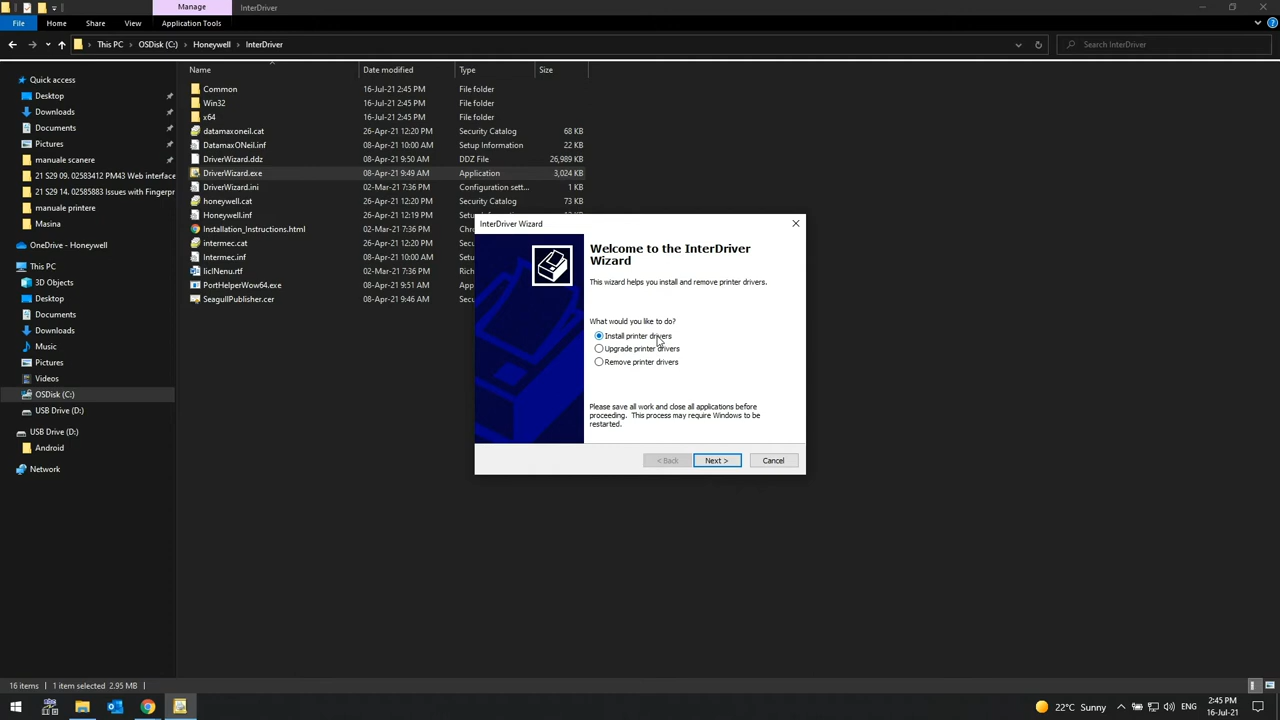 Manage
InterDriver
File
Home
Share
View
Application Tools
This PC
OSDisk (C:)
Honeywell
InterDriver
Search InterDriver
Name
Date modified
Type
Size
Quick access
Desktop
Downloads
Documents
Pictures
manuale scanere
21 S29 09. 02583412 PM43 Web interface
21 S29 14. 02585883 Issues with Fingerpr
manuale printere
Masina
OneDrive - Honeywell
This PC
3D Objects
Desktop
Documents
Downloads
Music
Pictures
Videos
OSDisk (C:)
USB Drive (D:)
USB Drive (D:)
Android
Network
Common 16-Jul-21 2:45 PM File folder
Win32 16-Jul-21 2:45 PM File folder
x64 16-Jul-21 2:45 PM File folder
datamaxoneil.cat 26-Apr-21 12:20 PM Security Catalog 68 KB
DatamaxONeil.inf 08-Apr-21 10:00 AM Setup Information 22 KB
DriverWizard.ddz 08-Apr-21 9:50 AM DDZ File 26,989 KB
DriverWizard.exe 08-Apr-21 9:49 AM Application 3,024 KB
DriverWizard.ini 02-Mar-21 7:36 PM Configuration sett... 1 KB
honeywell.cat 26-Apr-21 12:20 PM Security Catalog 73 KB
Honeywell.inf 26-Apr-21 12:19 PM
Installation_Instructions.html 02-Mar-21 7:36 PM
intermec.cat 26-Apr-21 12:20 PM
Intermec.inf 08-Apr-21 10:00 AM
02-Mar-21 7:36 PM
PortHelperWow64.exe 08-Apr-21 9:51 AM
SeagullPublisher.cer 08-Apr-21 9:46 AM
InterDriver Wizard
Welcome to the InterDriver
Wizard
This wizard helps you install and remove printer drivers.
What would you like to do?
Install printer drivers
Upgrade printer drivers
Remove printer drivers
Please save all work and close all applications before
proceeding. This process may require Windows to be
restarted.
< Back
Next >
Cancel
16 items
1 item selected 2.95 MB
22°C Sunny
ENG
2:45 PM
16-Jul-21